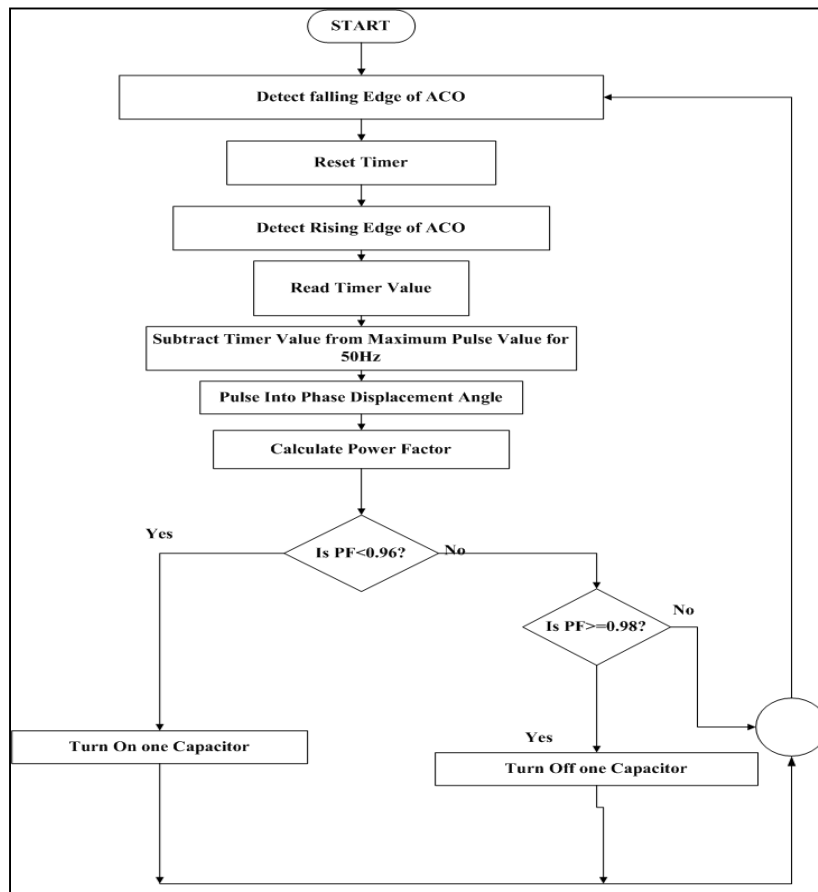 START
Detect falling Edge of ACO
Reset Timer
Detect Rising Edge of ACO
Read Timer Value
Subtract Timer Value from Maximum Pulse Value for
50Hz
Pulse Into Phase Displacement Angle
Calculate Power Factor
Yes
Is PF<0.96?
No
Is PF>=0.98?
No
Turn On one Capacitor
Yes
Turn Off one Capacitor